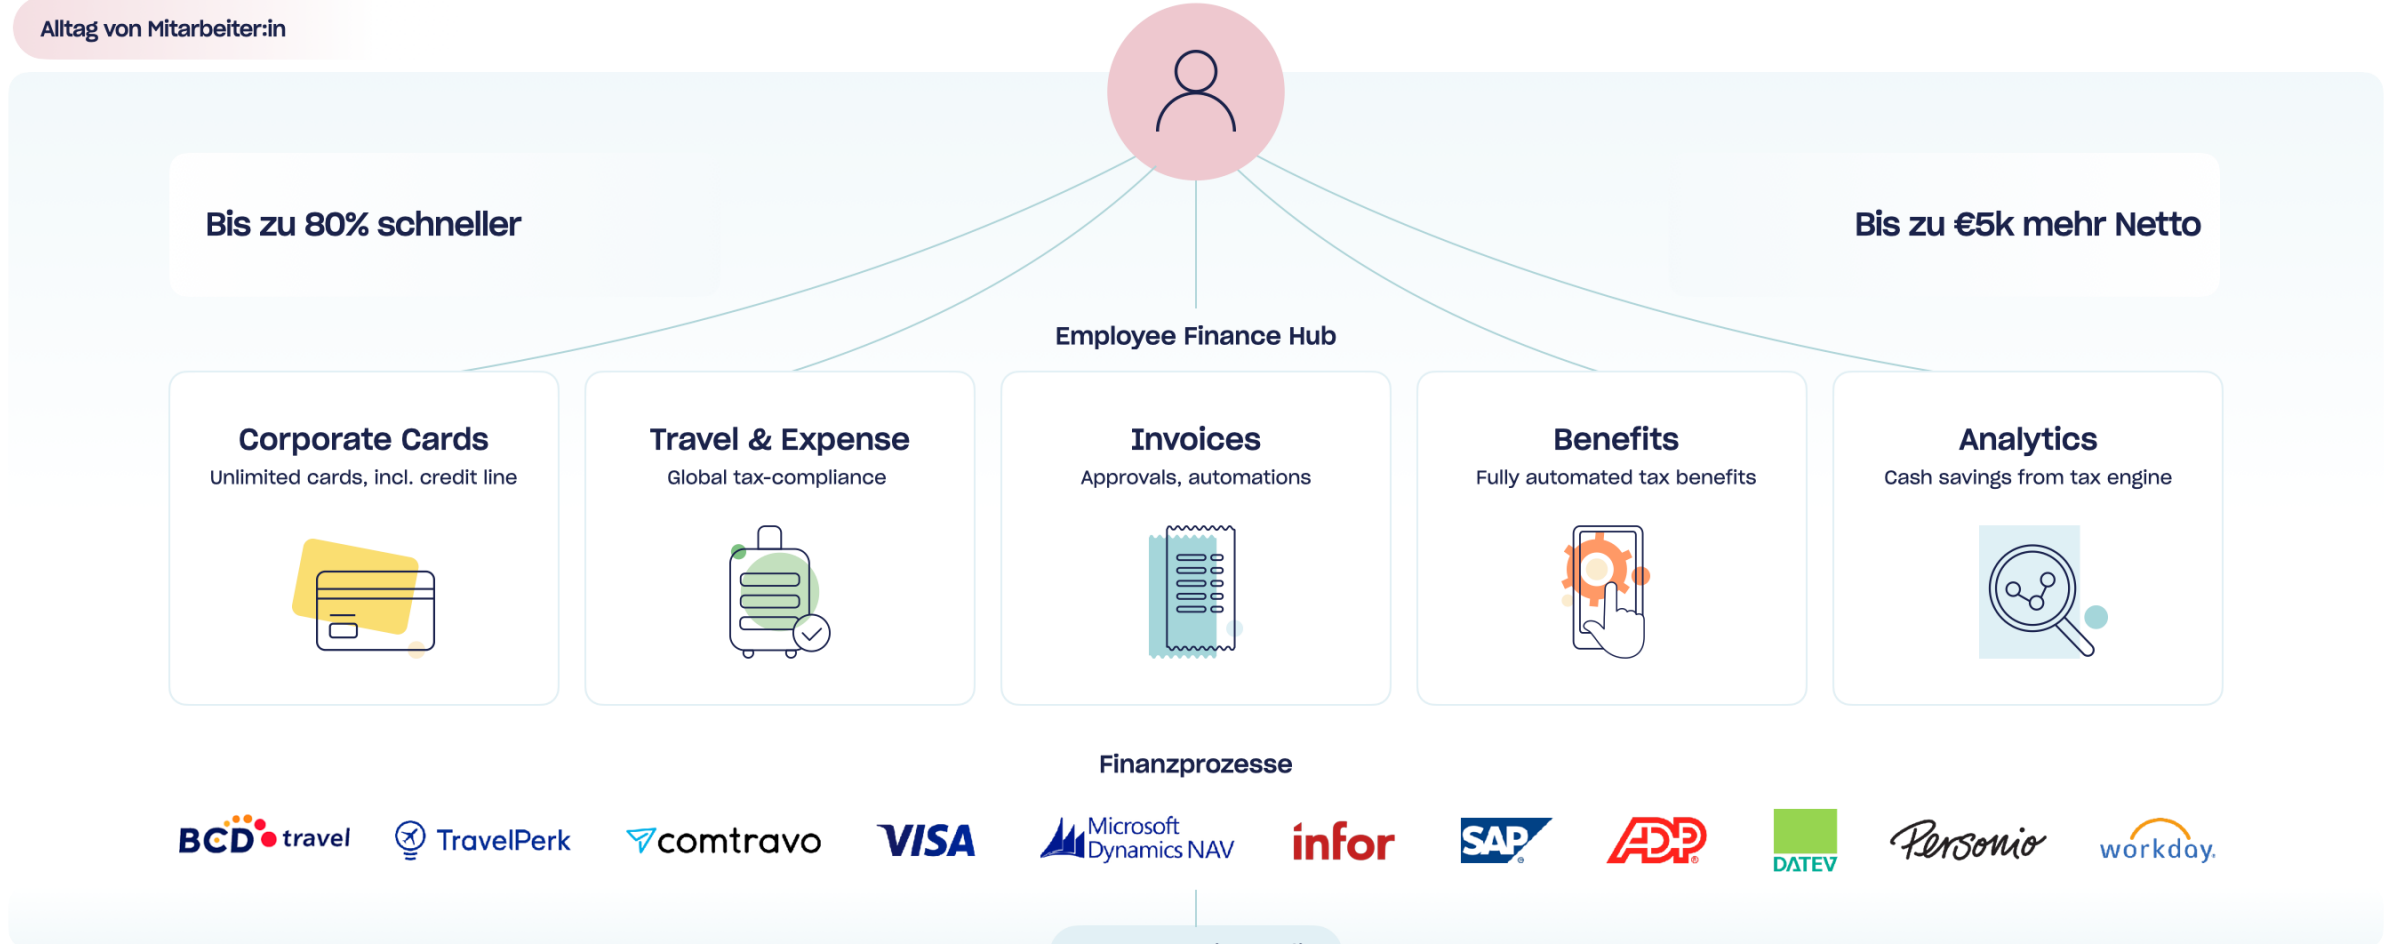 Alltag von Mitarbeiter:in
Bis zu 80% schneller
Bis zu €5k mehr Netto
Employee Finance Hub
Corporate Cards
Unlimited cards, incl. credit line
Travel & Expense
Global tax-compliance
Invoices
Approvals, automations
Benefits
Fully automated tax benefits
Analytics
Cash savings from tax engine
Finanzprozesse
BCD travel
TravelPerk
comtravo
VISA
Microsoft
Dynamics NAV
infor
SAP
ADP
DATEV
Personio
workday